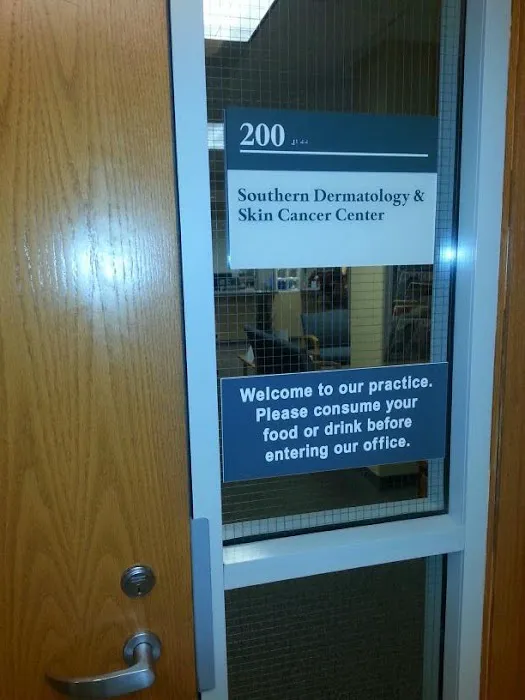 200
Southern Dermatology &
Skin Cancer Center
Welcome to our practice.
Please consume your
food or drink before
entering our office.